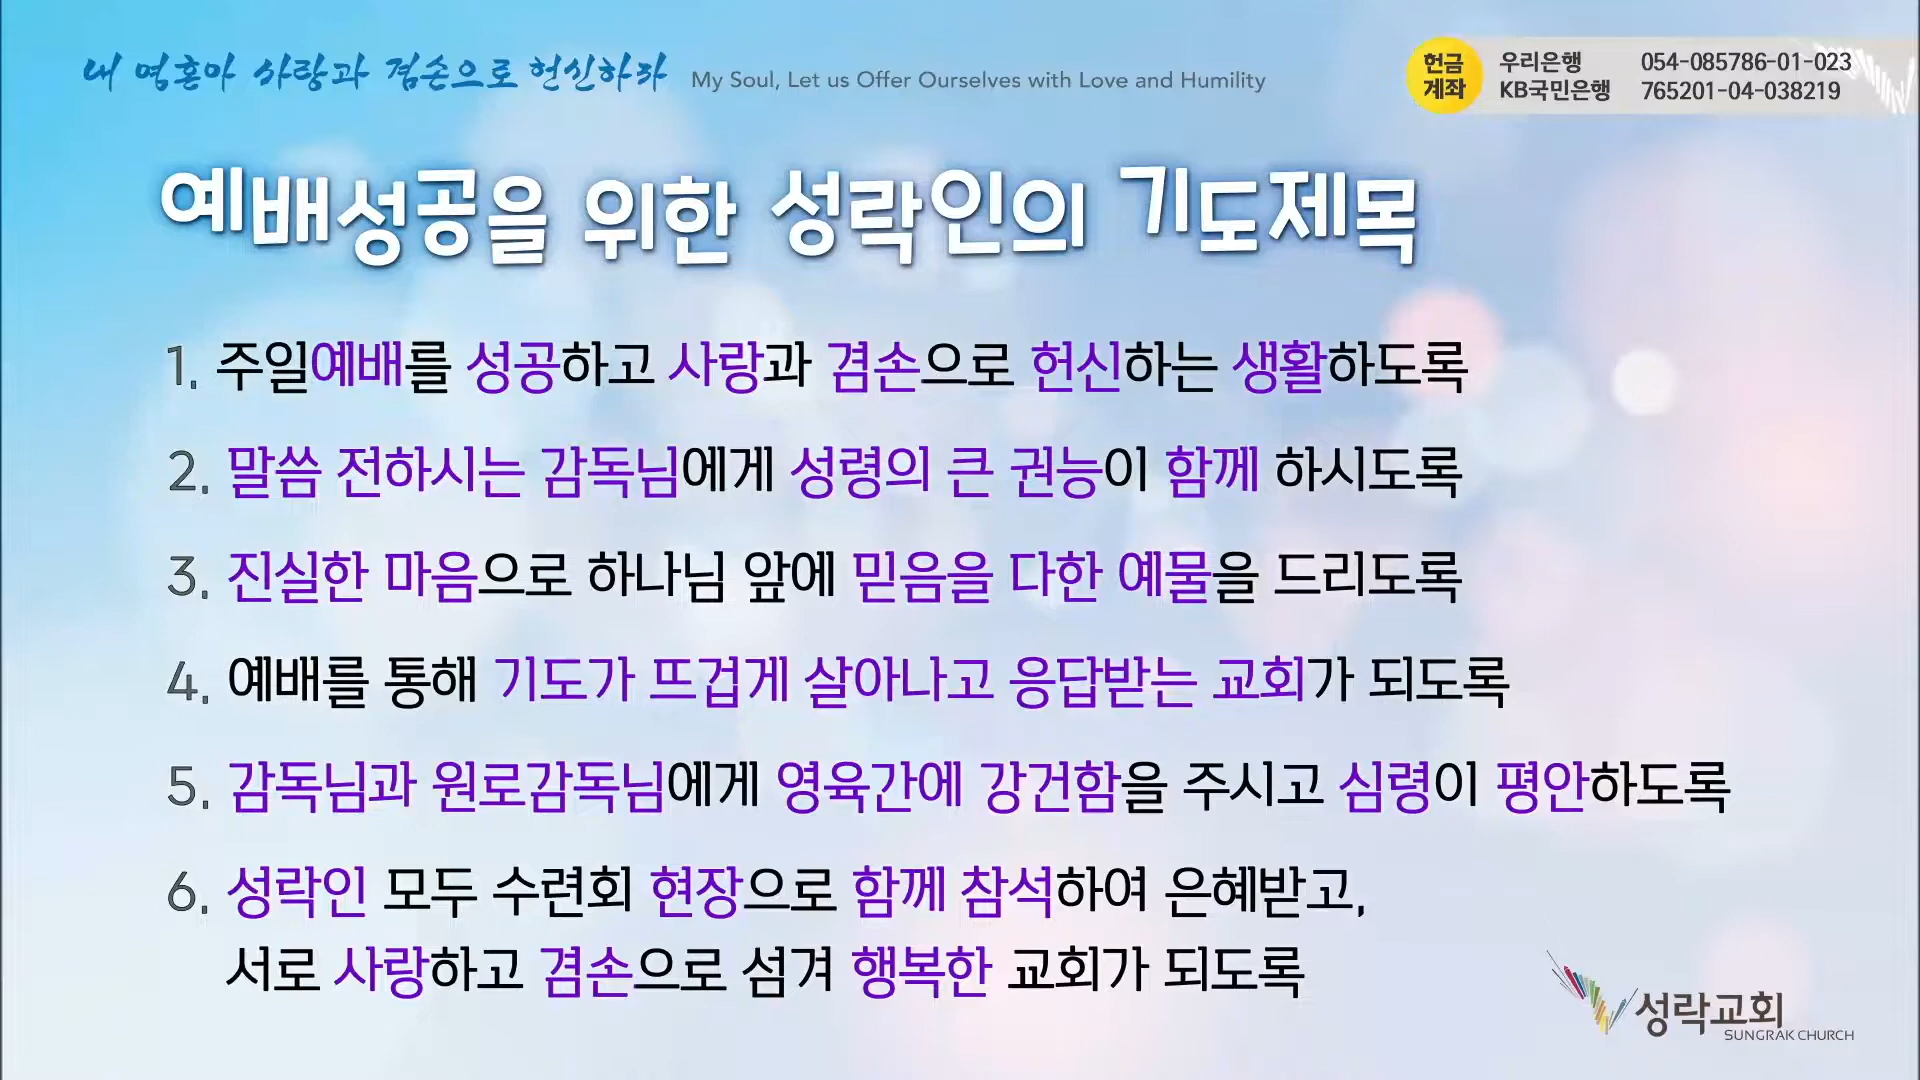 내 영혼아 사랑과 겸손으로 헌신하라
My Soul, Let us Offer Ourselves with Love and Humility
헌금 계좌
우리은행 054-085786-01-023
KB국민은행 765201-04-038219
예배성공을 위한 성락인의 기도제목
1. 주일예배를 성공하고 사랑과 겸손으로 헌신하는 생활하도록
2. 말씀 전하시는 감독님에게 성령의 큰 권능이 함께 하시도록
3. 진실한 마음으로 하나님 앞에 믿음을 다한 예물을 드리도록
4. 예배를 통해 기도가 뜨겁게 살아나고 응답받는 교회가 되도록
5. 감독님과 원로감독님에게 영육간에 강건함을 주시고 심령이 평안하도록
6. 성락인 모두 수련회 현장으로 함께 참석하여 은혜받고,
서로 사랑하고 겸손으로 섬겨 행복한 교회가 되도록
성락교회
SUNGRAK CHURCH